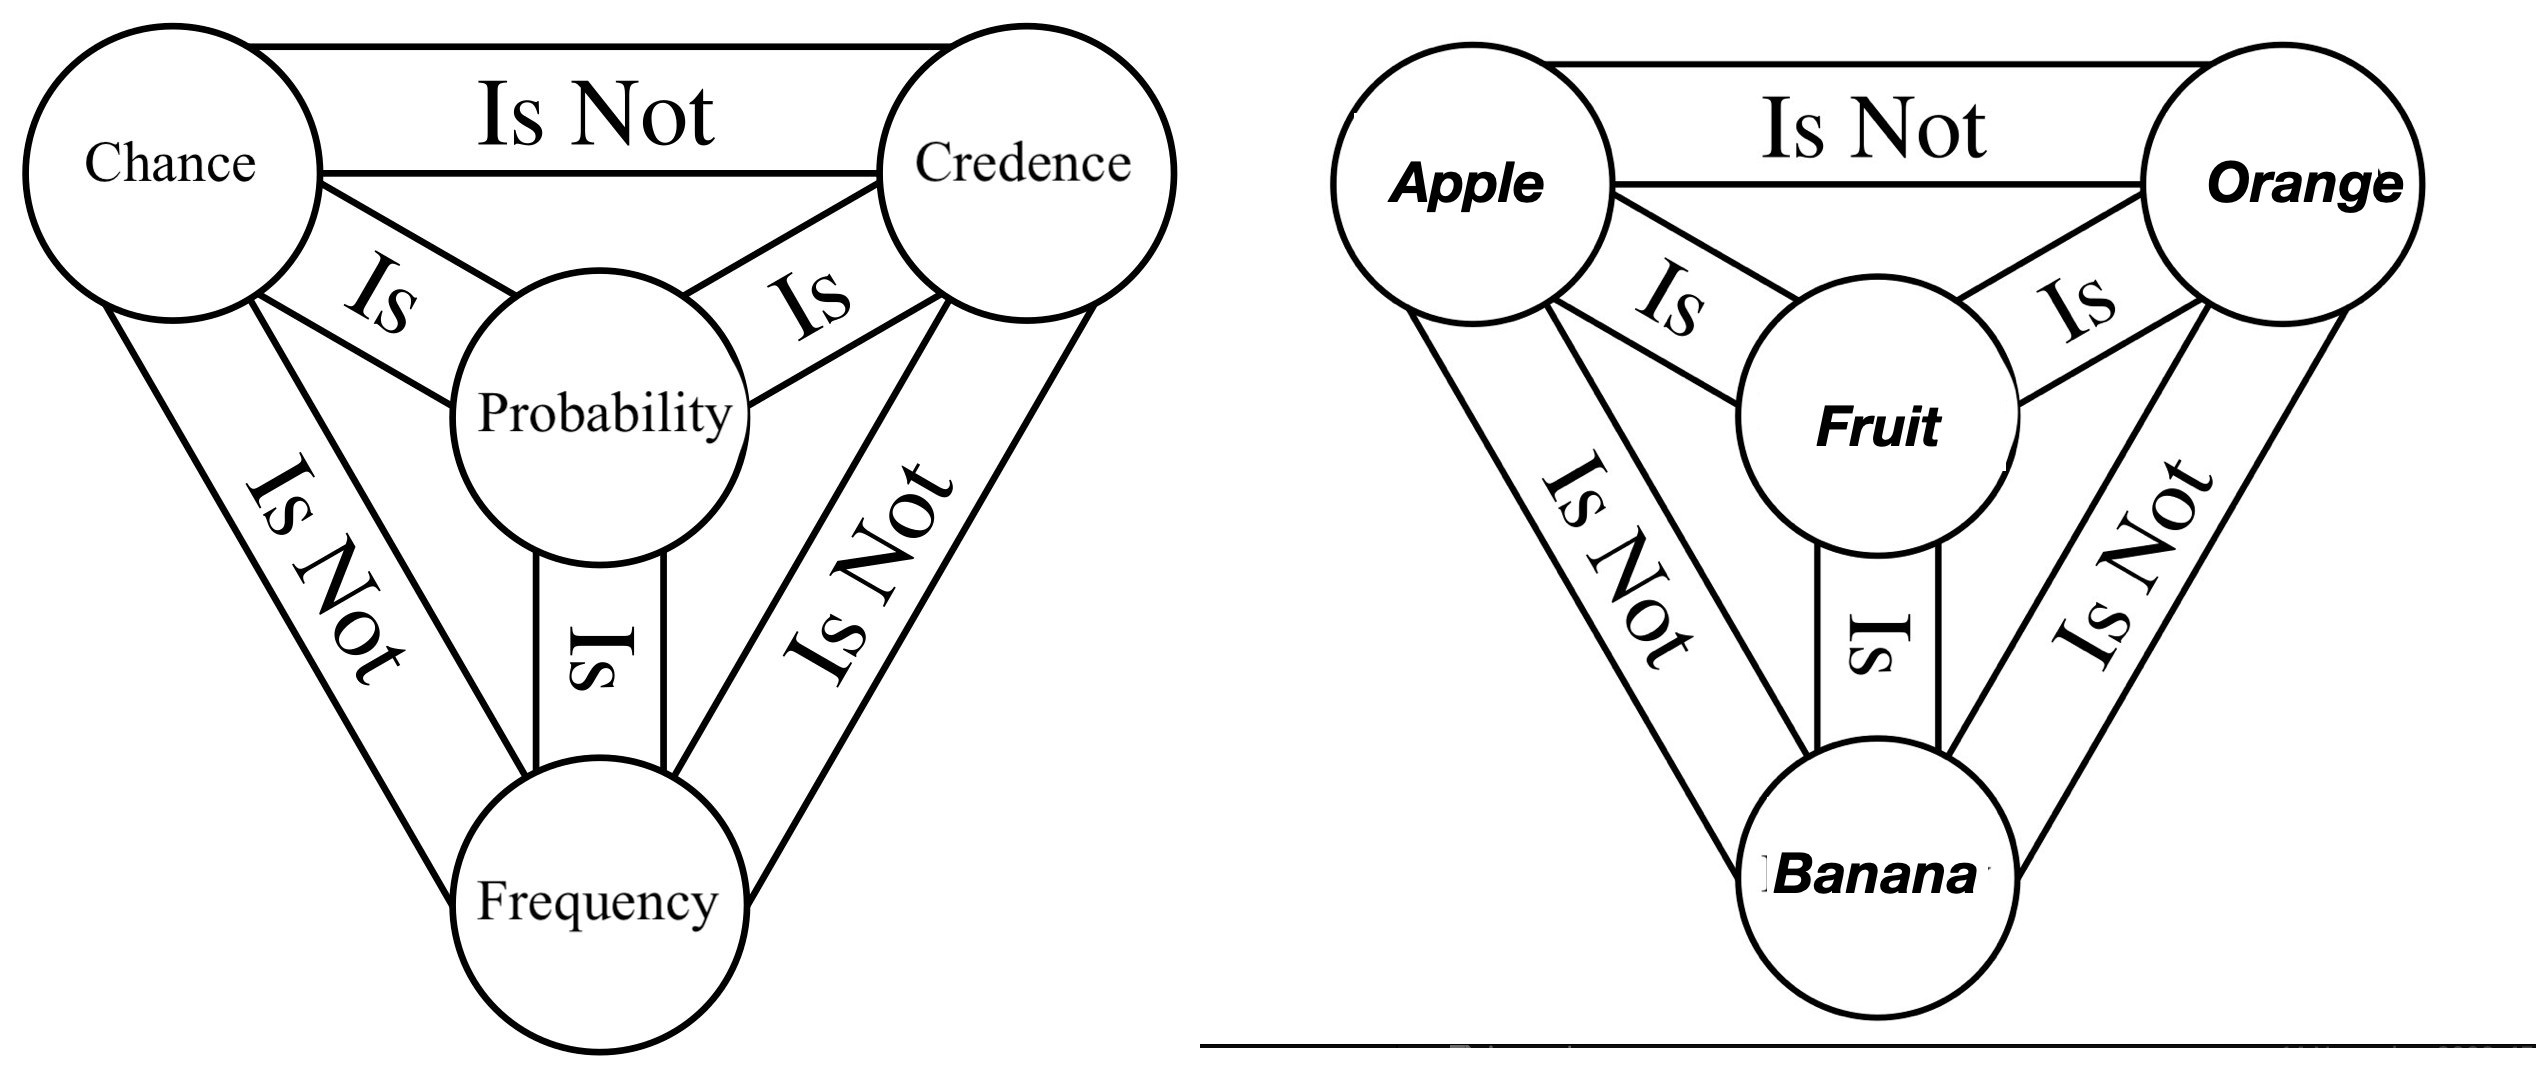 Is Not
Chance
Credence
Is
Is
Probability
Is Not
Is
Is Not
Frequency
Is Not
Apple
Orange
Is
Is
Fruit
Is Not
Is
Is Not
Banana